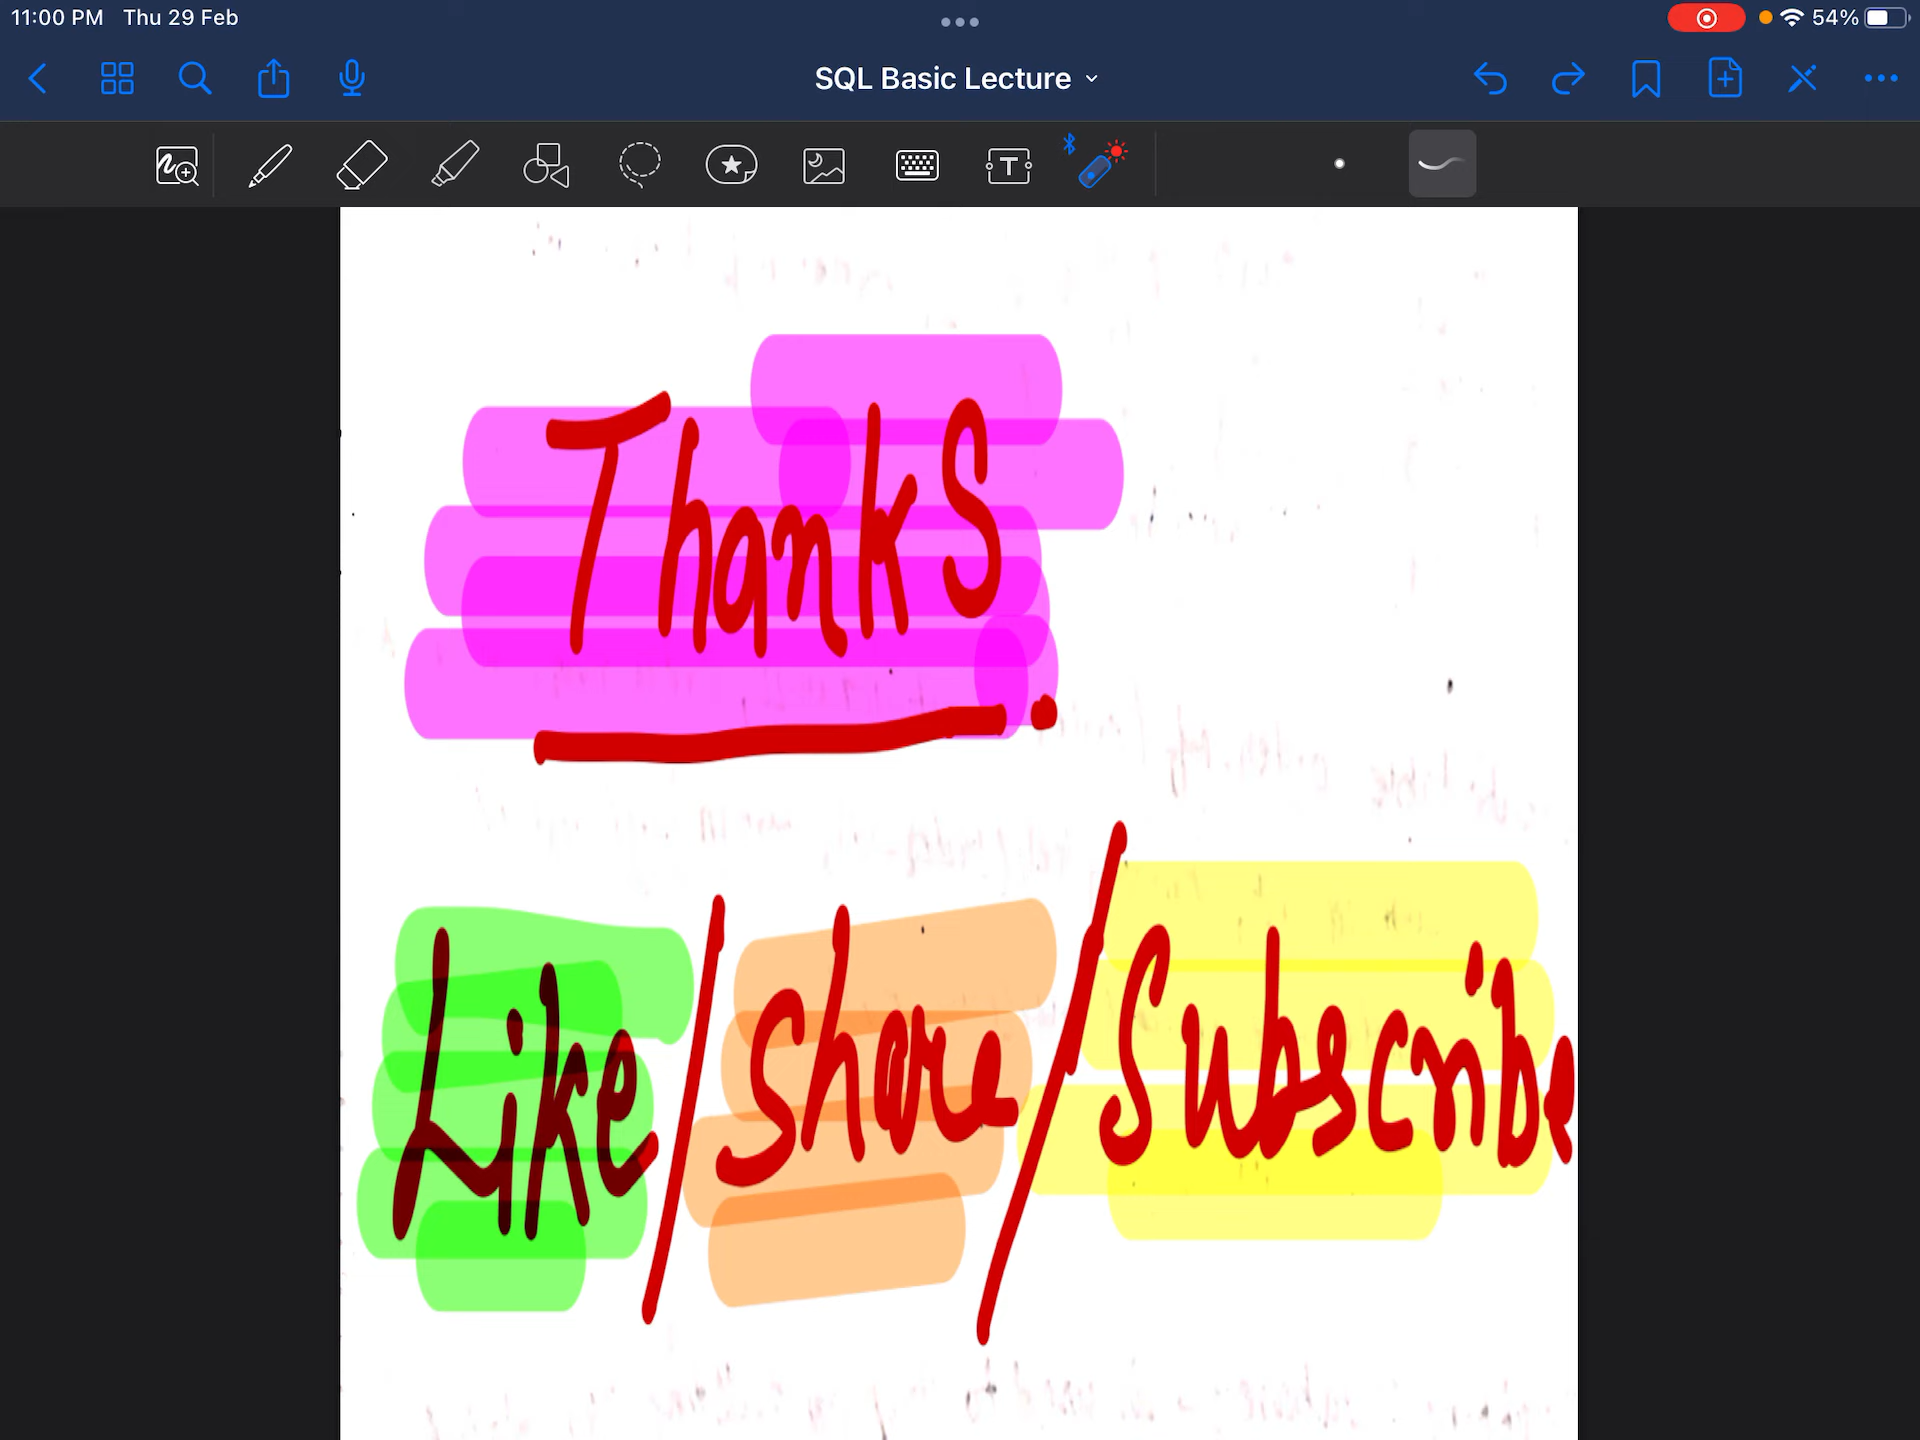 11:00 PM Thu 29 Feb
54%
SQL Basic Lecture
T
Thanks.
Like/Share/Subscribe